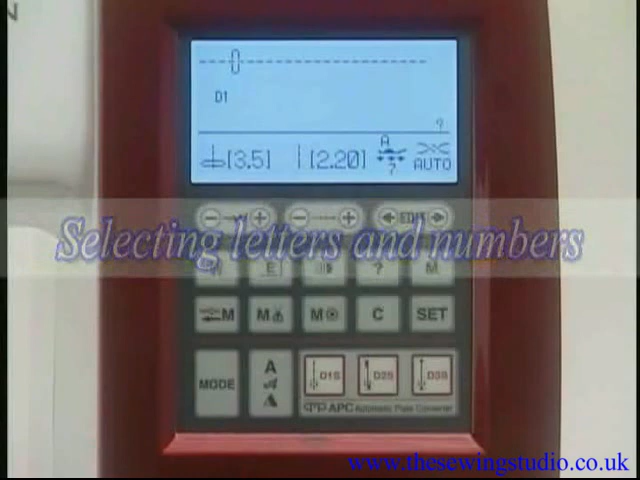 N
D1
?
A
[3.5] [2.20] ? AUTO
EDIT
Selecting letters and numbers
E ? M
M M M C SET
MODE A D1S D2S D3S
APC Automatic Plate Converter
www.thesewingstudio.co.uk